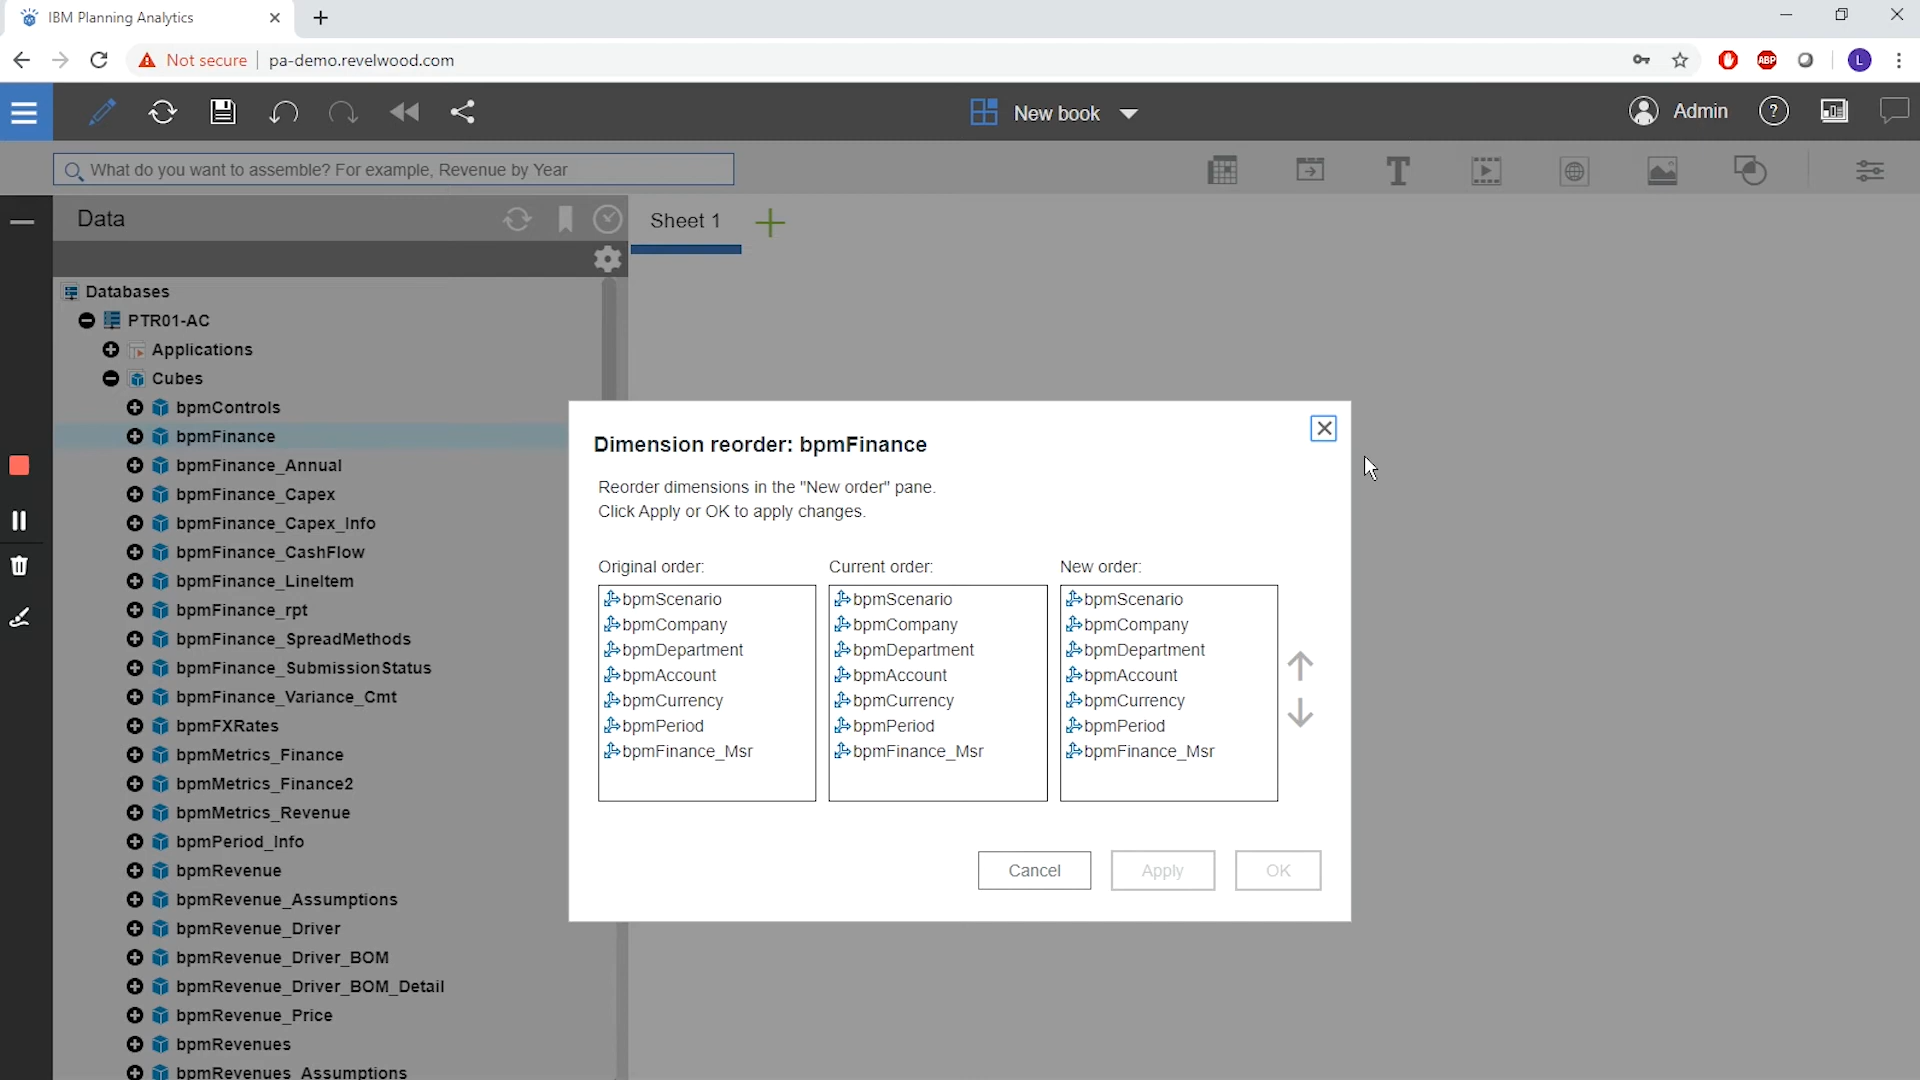 IBM Planning Analytics
Not secure
pa-demo.revelwood.com
ABP
L
New book
Admin
?
What do you want to assemble? For example, Revenue by Year
T
Data
Sheet 1
Databases
PTR01-AC
Applications
Cubes
bpmControls
bpmFinance
bpmFinance_Annual
bpmFinance_Capex
bpmFinance_Capex_Info
bpmFinance_CashFlow
bpmFinance_LineItem
bpmFinance_rpt
bpmFinance_SpreadMethods
bpmFinance_SubmissionStatus
bpmFinance_Variance_Cmt
bpmFXRates
bpmMetrics_Finance
bpmMetrics_Finance2
bpmMetrics_Revenue
bpmPeriod_Info
bpmRevenue
bpmRevenue_Assumptions
bpmRevenue_Driver
bpmRevenue_Driver_BOM
bpmRevenue_Driver_BOM_Detail
bpmRevenue_Price
bpmRevenues
bpmRevenues_Assumptions
Dimension reorder: bpmFinance
Reorder dimensions in the "New order" pane.
Click Apply or OK to apply changes.
Original order:
bpmScenario
bpmCompany
bpmDepartment
bpmAccount
bpmCurrency
bpmPeriod
bpmFinance_Msr
Current order:
bpmScenario
bpmCompany
bpmDepartment
bpmAccount
bpmCurrency
bpmPeriod
bpmFinance_Msr
New order:
bpmScenario
bpmCompany
bpmDepartment
bpmAccount
bpmCurrency
bpmPeriod
bpmFinance_Msr
Cancel
Apply
OK